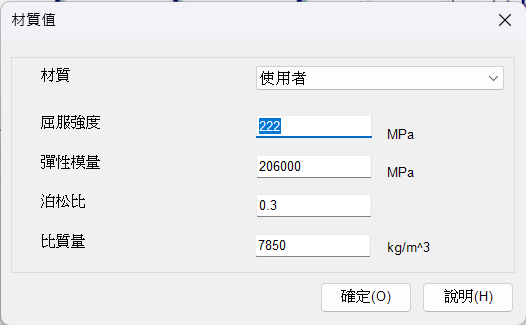 材質值
材質 使用者
屈服強度 222 MPa
彈性模量 206000 MPa
泊松比 0.3
比質量 7850 kg/m^3
確定(O) 說明(H)